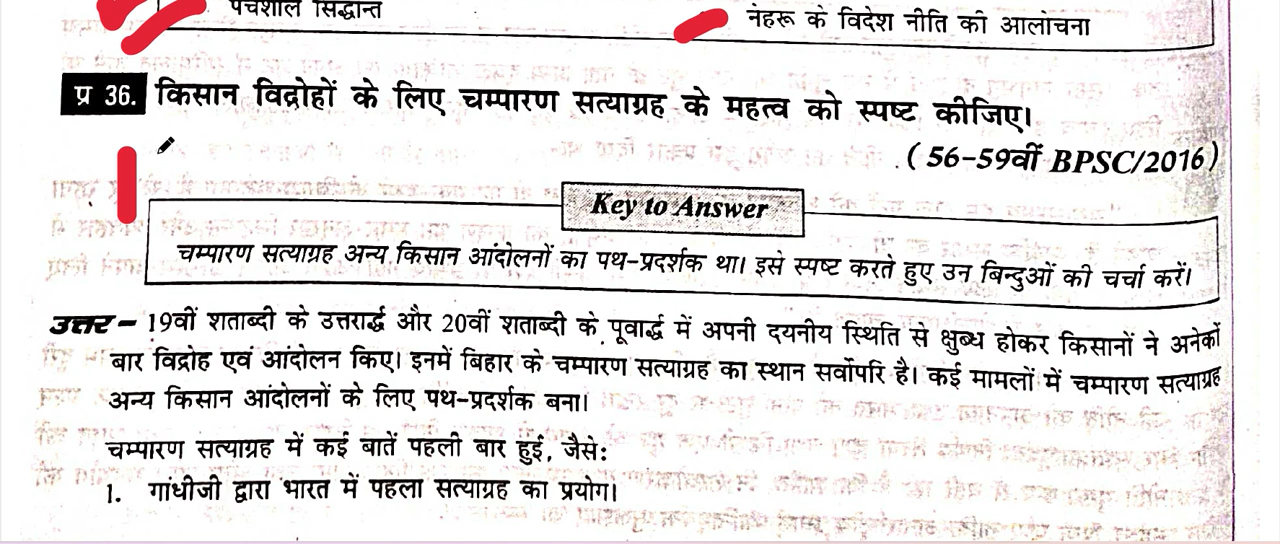 पंचशील सिद्धान्त
नेहरू के विदेश नीति की आलोचना
प्र 36. किसान विद्रोहों के लिए चम्पारण सत्याग्रह के महत्व को स्पष्ट कीजिए।
( 56-59वीं BPSC/2016)
Key to Answer
चम्पारण सत्याग्रह अन्य किसान आंदोलनों का पथ-प्रदर्शक था। इसे स्पष्ट करते हुए उन बिन्दुओं की चर्चा करें।
उत्तर – 19वीं शताब्दी के उत्तरार्द्ध और 20वीं शताब्दी के पूवार्द्ध में अपनी दयनीय स्थिति से क्षुब्ध होकर किसानों ने अनेकों
बार विद्रोह एवं आंदोलन किए। इनमें बिहार के चम्पारण सत्याग्रह का स्थान सर्वोपरि है। कई मामलों में चम्पारण सत्याग्रह
अन्य किसान आंदोलनों के लिए पथ-प्रदर्शक बना।
चम्पारण सत्याग्रह में कई बातें पहली बार हुई, जैसे:
1. गांधीजी द्वारा भारत में पहला सत्याग्रह का प्रयोग।